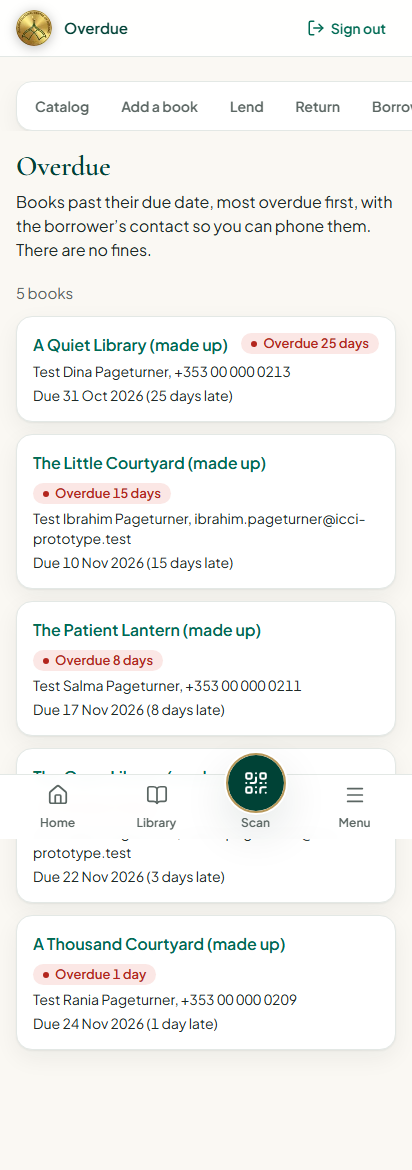 Overdue
Sign out
Catalog Add a book Lend Return Borrow
Overdue
Books past their due date, most overdue first, with
the borrower's contact so you can phone them.
There are no fines.
5 books
A Quiet Library (made up)
Overdue 25 days
Test Dina Pageturner, +353 00 000 0213
Due 31 Oct 2026 (25 days late)
The Little Courtyard (made up)
Overdue 15 days
Test Ibrahim Pageturner, ibrahim.pageturner@icci-
prototype.test
Due 10 Nov 2026 (15 days late)
The Patient Lantern (made up)
Overdue 8 days
Test Salma Pageturner, +353 00 000 0211
Due 17 Nov 2026 (8 days late)
Home Library Scan Menu
prototype.test
Due 22 Nov 2026 (3 days late)
A Thousand Courtyard (made up)
Overdue 1 day
Test Rania Pageturner, +353 00 000 0209
Due 24 Nov 2026 (1 day late)